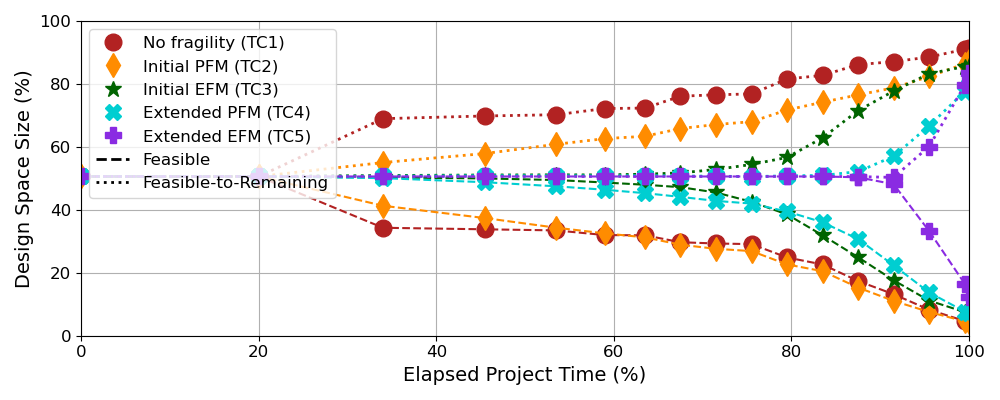 100
80
60
40
20
0
Design Space Size (%)
No fragility (TC1)
Initial PFM (TC2)
Initial EFM (TC3)
Extended PFM (TC4)
Extended EFM (TC5)
Feasible
Feasible-to-Remaining
0 20 40 60 80 100
Elapsed Project Time (%)